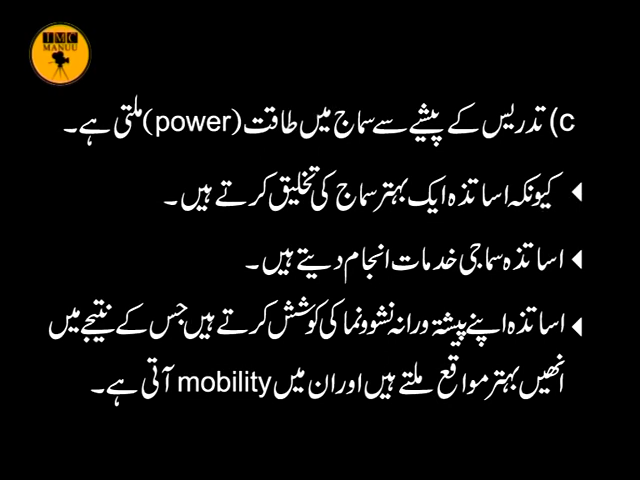 IMC
MANUU
c) تدریس کے پیشے سے سماج میں طاقت (power) ملتی ہے۔
کیونکہ اساتذہ ایک بہتر سماج کی تخلیق کرتے ہیں۔
اساتذہ سماجی خدمات انجام دیتے ہیں۔
اساتذہ اپنے پیشتہ ورانہ نشوونما کی کوشش کرتے ہیں جس کے نتیجے میں
انھیں بہتر مواقع ملتے ہیں اور ان میں mobility آتی ہے۔